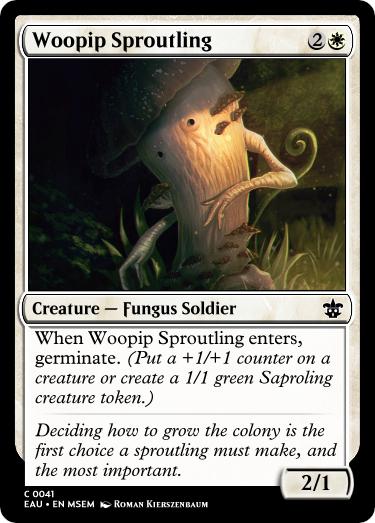 Woopip Sproutling 2
Creature — Fungus Soldier
When Woopip Sproutling enters,
germinate. (Put a +1/+1 counter on a
creature or create a 1/1 green Saproling
creature token.)
Deciding how to grow the colony is the
first choice a sproutling must make, and
the most important.
2/1
C 0041
EAU • EN MSEM Roman Kierszenbaum